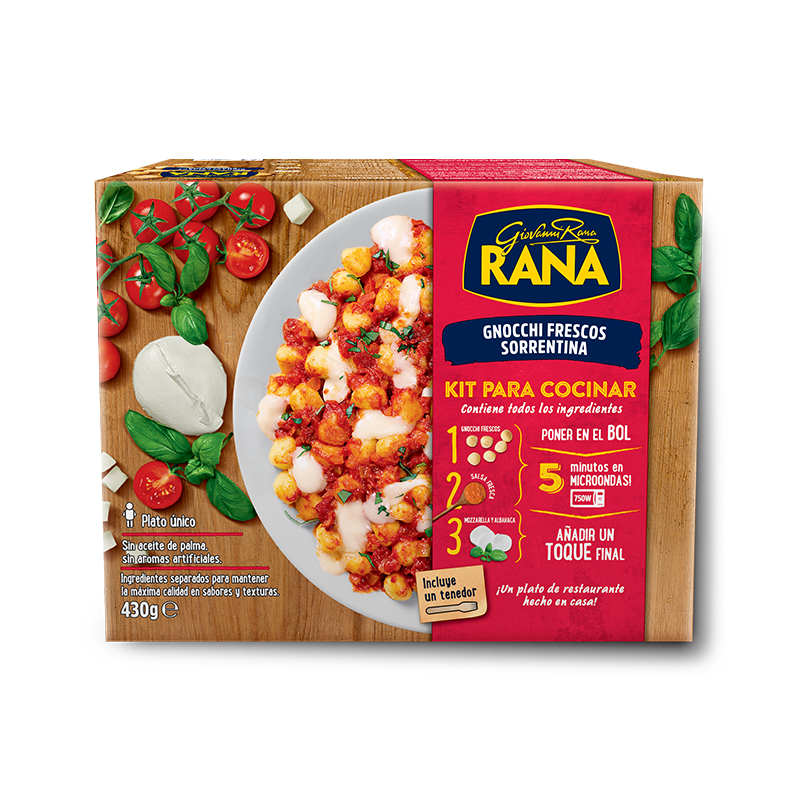 RANA
Giovanni Rana
RANA
GNOCCHI FRESCOS
SORRENTINA
KIT PARA COCINAR
Contiene todos los ingredientes
1
GNOCCHI FRESCOS
PONER EN EL BOL
2
SALSA FRESCA
5 minutos en
MICROONDAS!
750W
3
MOZZARELLA Y ALBAHACA
AÑADIR UN
TOQUE FINAL
¡Un plato de restaurante
hecho en casa!
Incluye
un tenedor
Plato único
Sin aceite de palma,
sin aromas artificiales.
Ingredientes separados para mantener
la máxima calidad en sabores y texturas.
430g ℮